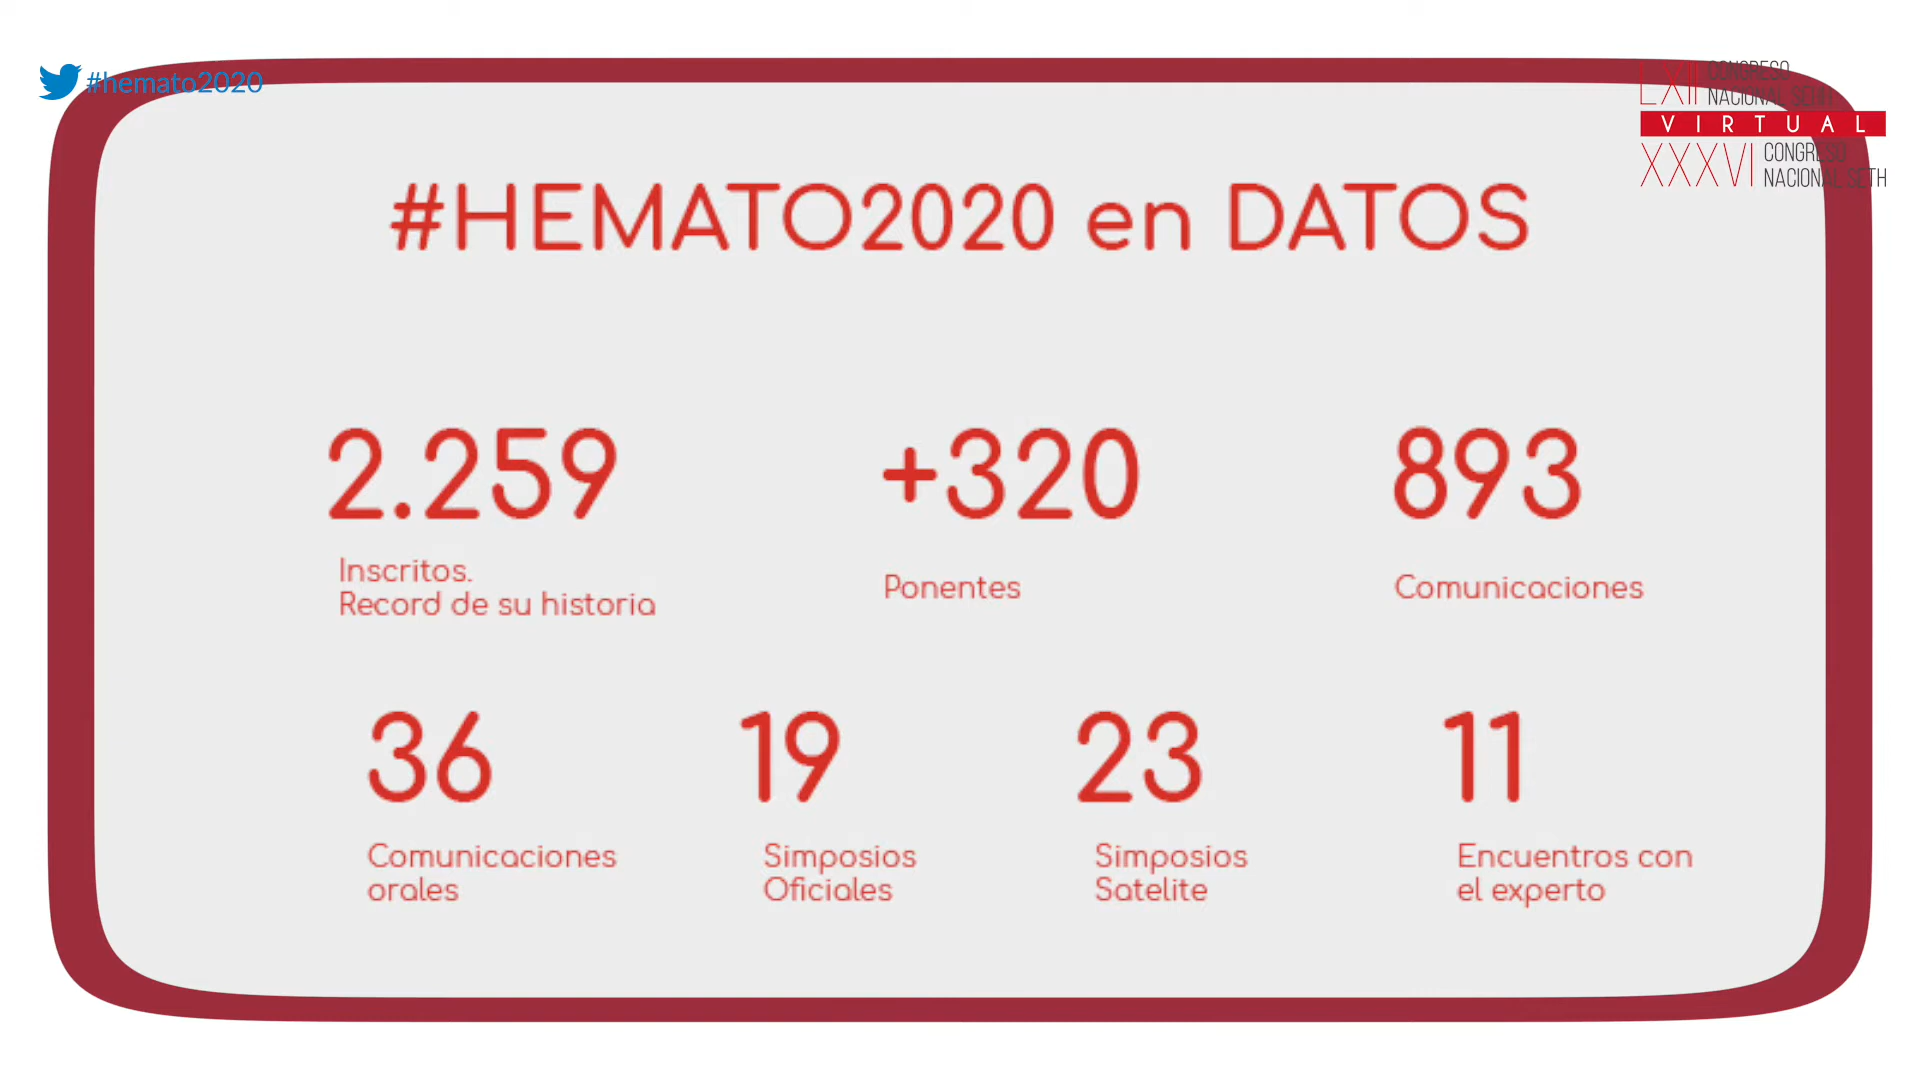 #hemato2020
LXII CONGRESO
NACIONAL SEHH
VIRTUAL
XXXVI CONGRESO
NACIONAL SETH
#HEMATO2020 en DATOS
2.259
+320
893
Inscritos.
Record de su historia
Ponentes
Comunicaciones
36
19
23
11
Comunicaciones
orales
Simposios
Oficiales
Simposios
Satelite
Encuentros con
el experto